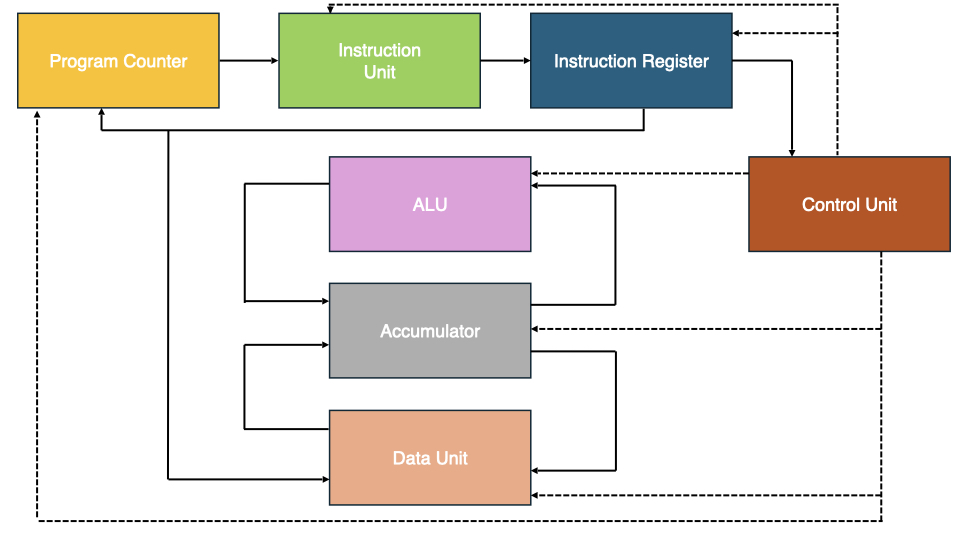 Program Counter
Instruction
Unit
Instruction Register
ALU
Control Unit
Accumulator
Data Unit